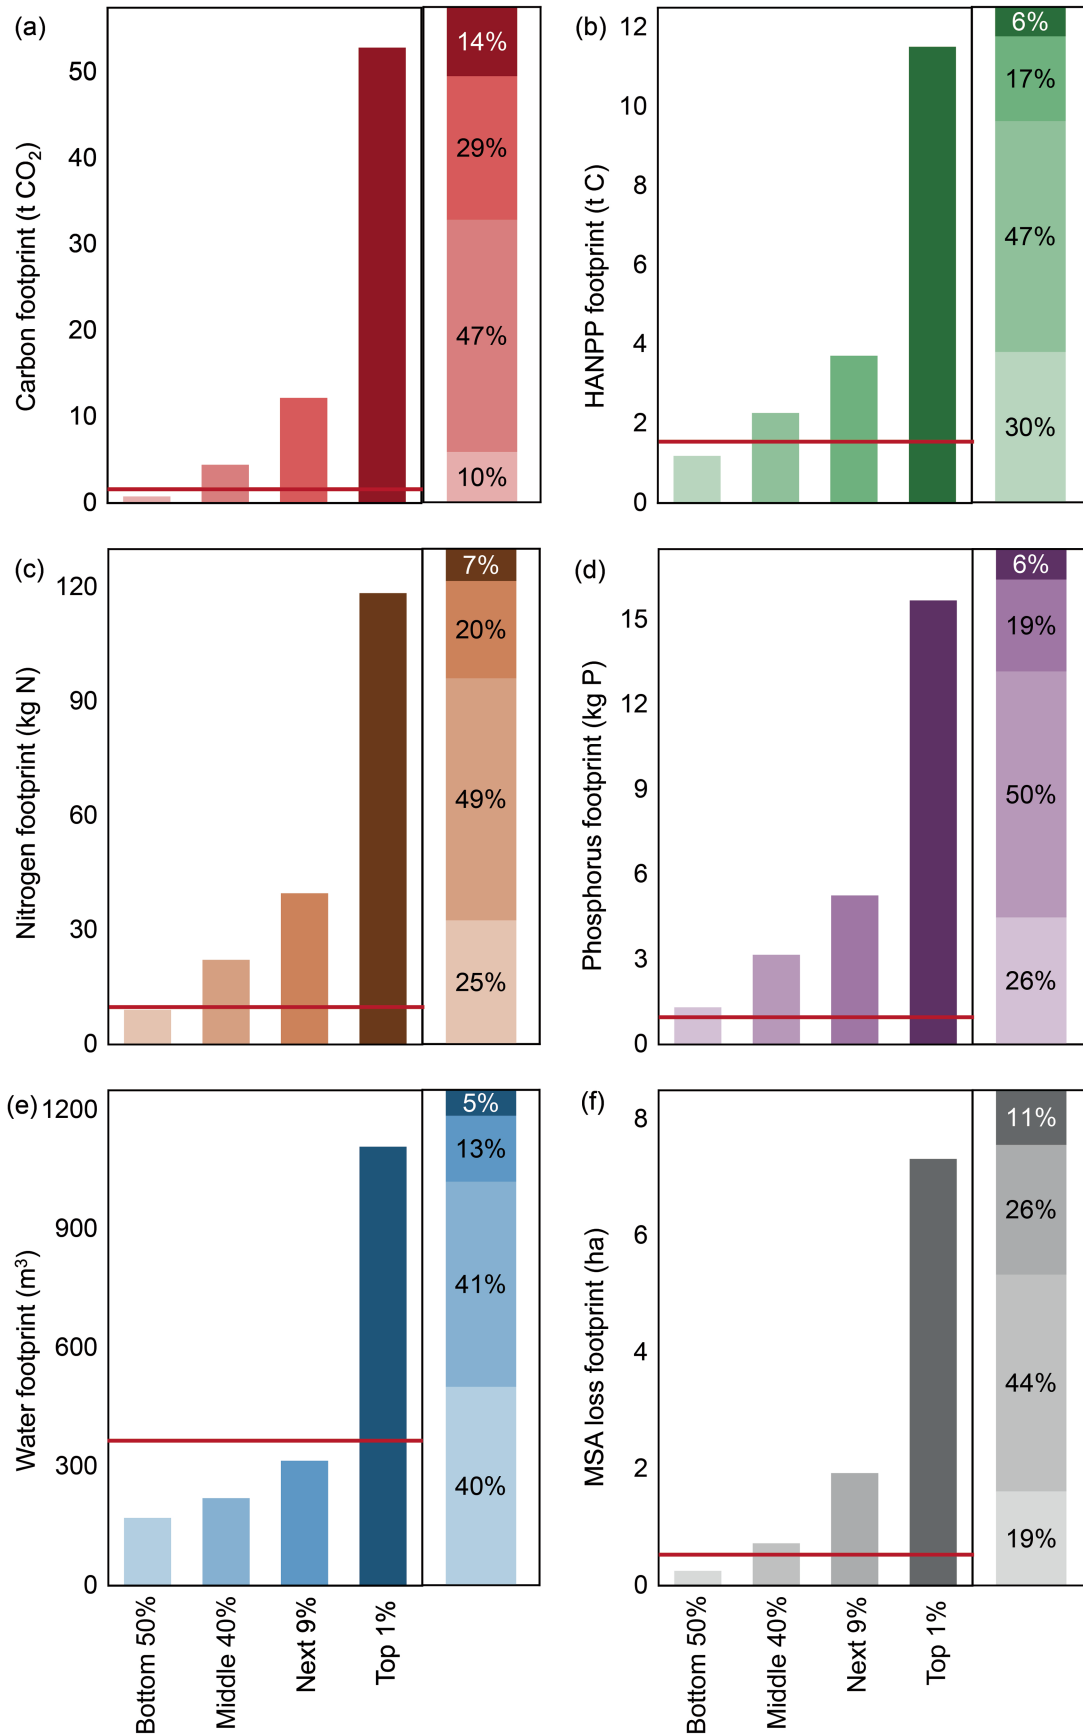 (a)
Carbon footprint (t CO₂)
50
40
30
20
10
0
14%
29%
47%
10%
(b)
HANPP footprint (t C)
12
10
8
6
4
2
0
6%
17%
47%
30%
(c)
Nitrogen footprint (kg N)
120
90
60
30
0
7%
20%
49%
25%
(d)
Phosphorus footprint (kg P)
15
12
9
6
3
0
6%
19%
50%
26%
(e)
Water footprint (m³)
1200
900
600
300
0
5%
13%
41%
40%
Bottom 50%
Middle 40%
Next 9%
Top 1%
(f)
MSA loss footprint (ha)
8
6
4
2
0
11%
26%
44%
19%
Bottom 50%
Middle 40%
Next 9%
Top 1%